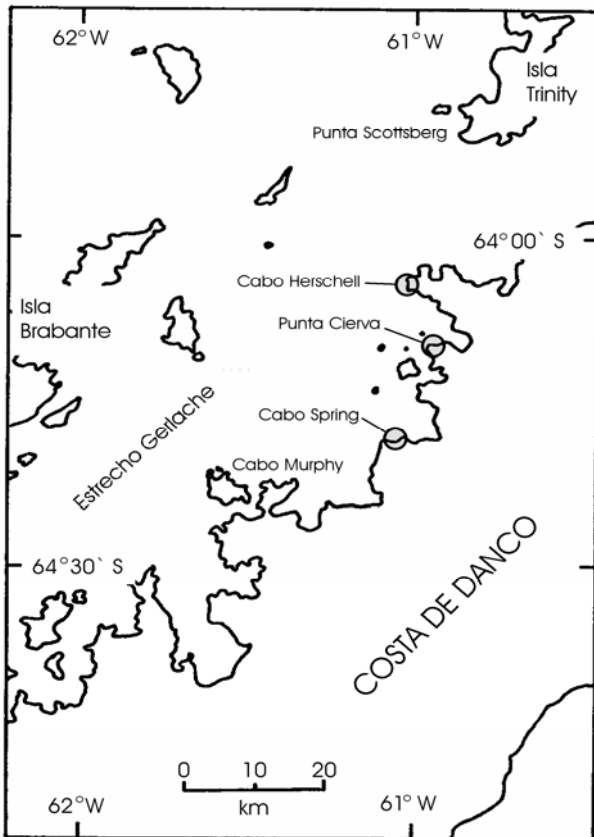 62°W
61°W
Isla
Trinity
Punta Scottsberg
64°00` S
Cabo Herschell
Isla
Brabante
Punta Cierva
Cabo Spring
Estrecho Gerlache
Cabo Murphy
64°30` S
COSTA DE DANCO
0 10 20
km
62°W
61°W